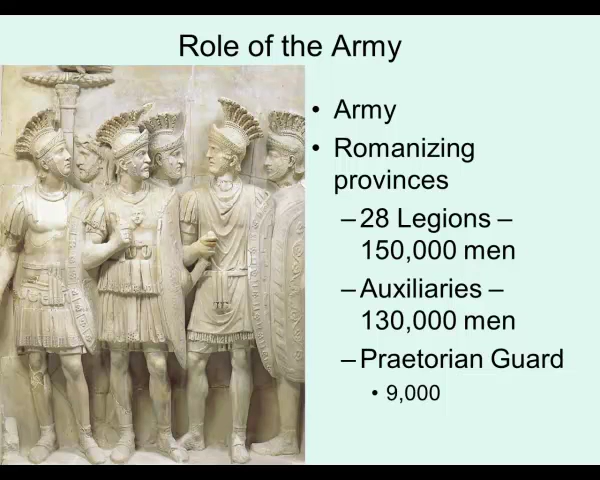 Role of the Army
• Army
• Romanizing
provinces
–28 Legions –
150,000 men
–Auxiliaries –
130,000 men
–Praetorian Guard
• 9,000